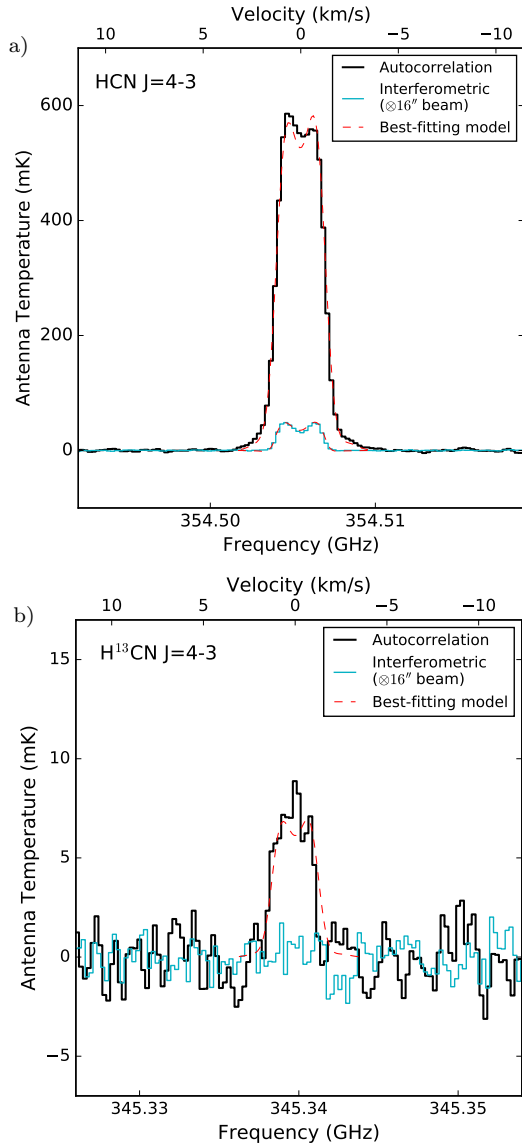 Velocity (km/s)
10 5 0 −5 −10
a)
HCN J=4-3
Autocorrelation
Interferometric
(⊗16″ beam)
Best-fitting model
600
400
200
0
Antenna Temperature (mK)
354.50 354.51
Frequency (GHz)
Velocity (km/s)
10 5 0 −5 −10
b)
H¹³CN J=4-3
Autocorrelation
Interferometric
(⊗16″ beam)
Best-fitting model
15
10
5
0
−5
Antenna Temperature (mK)
345.33 345.34 345.35
Frequency (GHz)